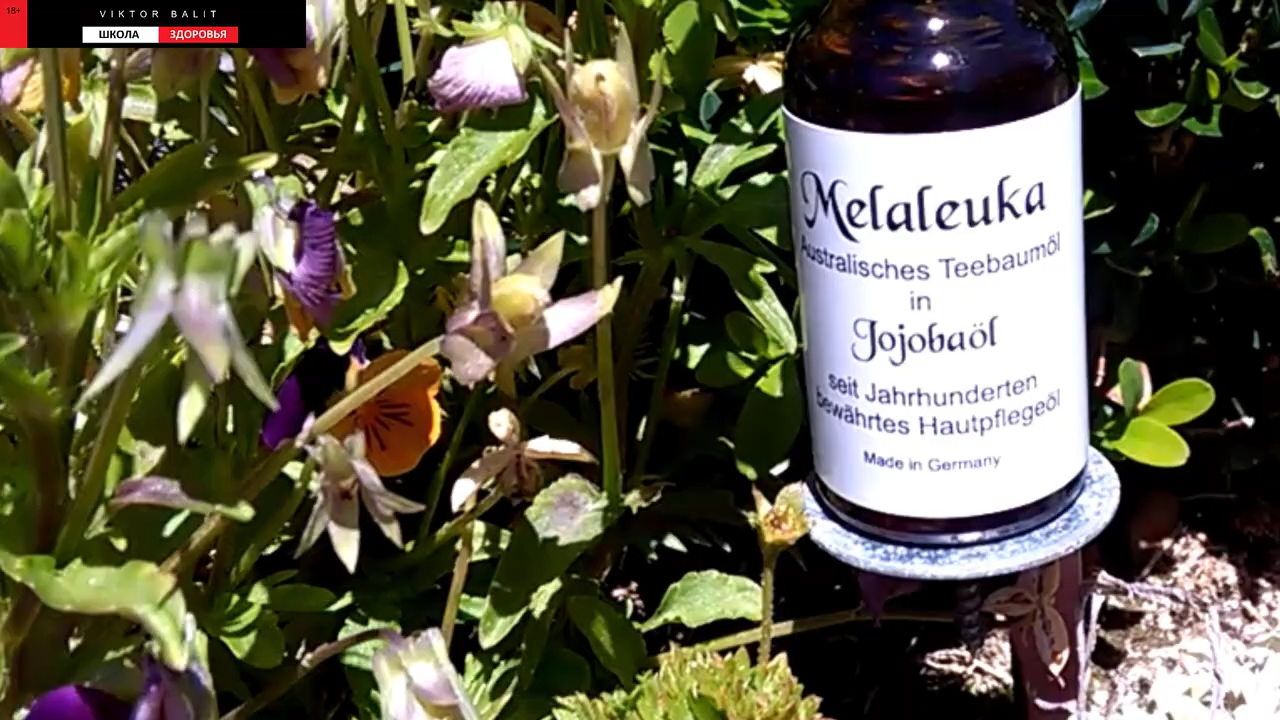 18+
VIKTOR BALIT
ШКОЛА ЗДОРОВЬЯ
Melaleuka
Australisches Teebaumöl
in
Jojobaöl
seit Jahrhunderten
bewährtes Hautpflegeöl
Made in Germany